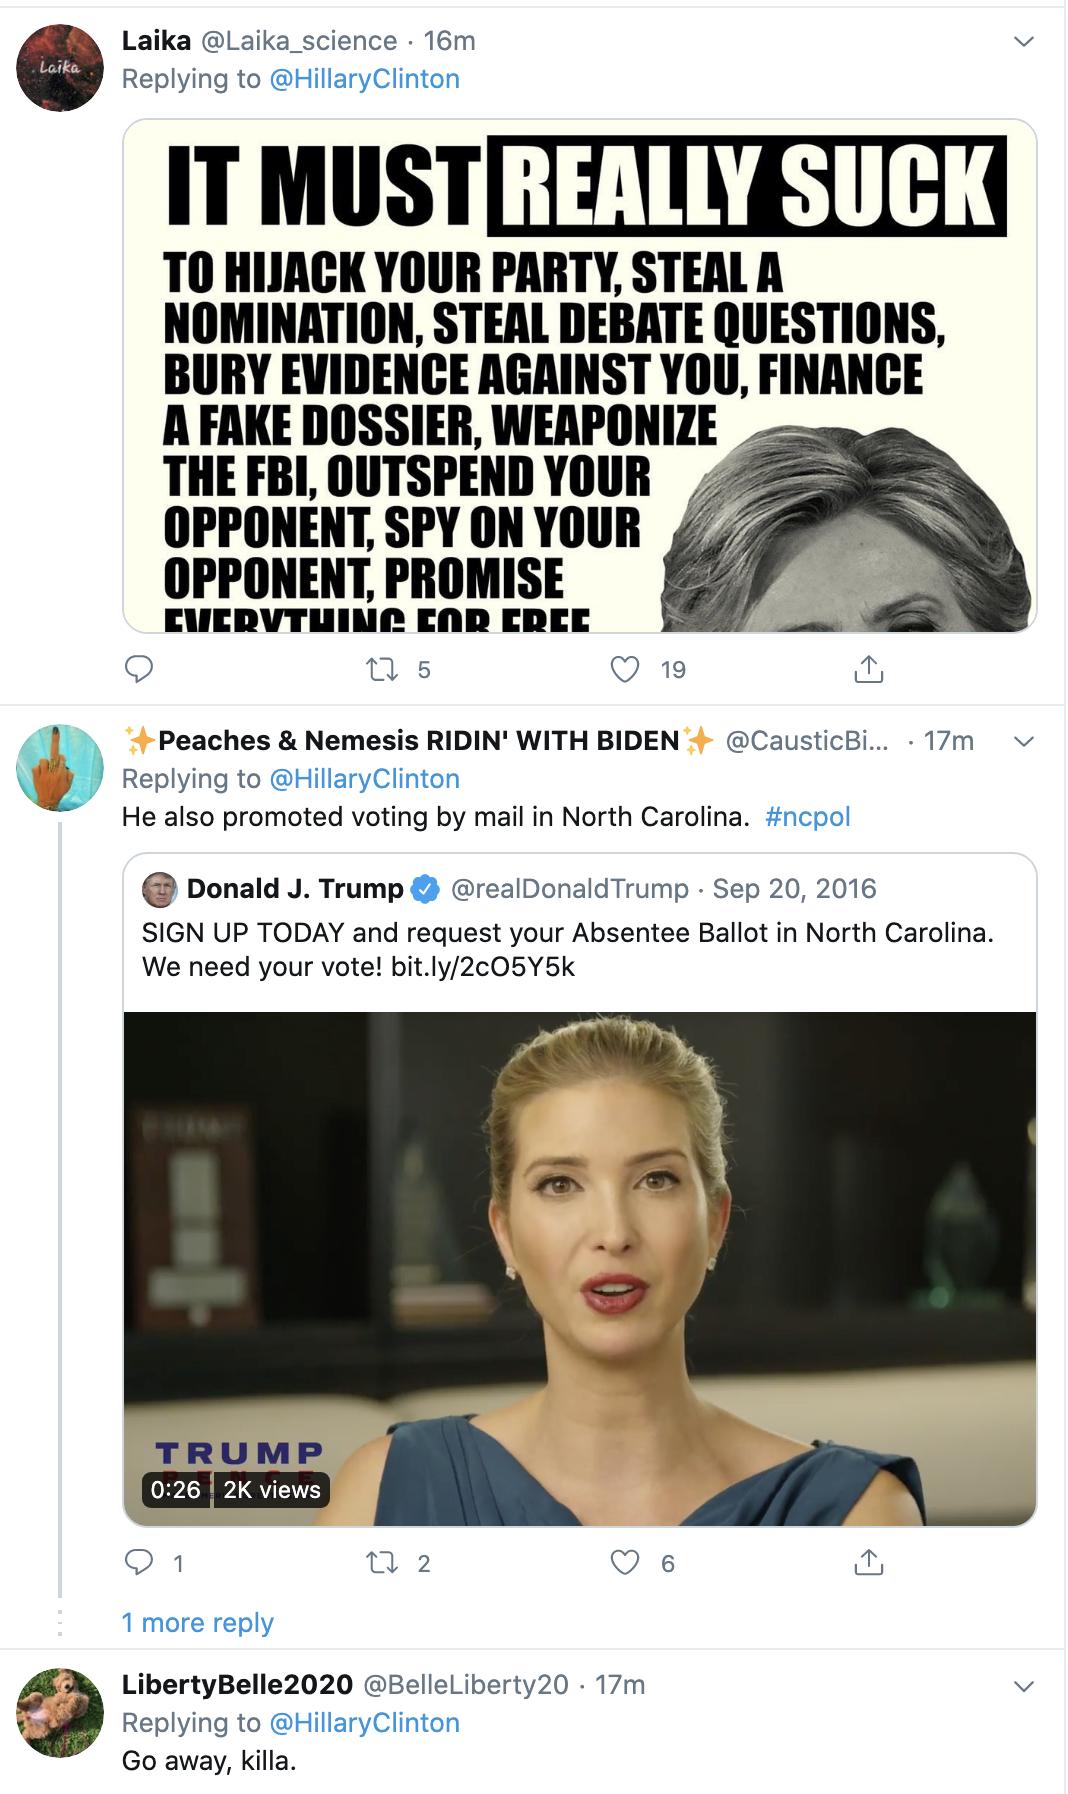 Laika @Laika_science · 16m
Laika
Replying to @HillaryClinton
IT MUST REALLY SUCK
TO HIJACK YOUR PARTY, STEAL A
NOMINATION, STEAL DEBATE QUESTIONS,
BURY EVIDENCE AGAINST YOU, FINANCE
A FAKE DOSSIER, WEAPONIZE
THE FBI, OUTSPEND YOUR
OPPONENT, SPY ON YOUR
OPPONENT, PROMISE
EVERYTHING FOR FREE
5 19
✨Peaches & Nemesis RIDIN' WITH BIDEN✨ @CausticBi... · 17m
Replying to @HillaryClinton
He also promoted voting by mail in North Carolina. #ncpol
Donald J. Trump @realDonaldTrump · Sep 20, 2016
SIGN UP TODAY and request your Absentee Ballot in North Carolina.
We need your vote! bit.ly/2cO5Y5k
TRUMP
PENCE
0:26 2K views
1 2 6
1 more reply
LibertyBelle2020 @BelleLiberty20 · 17m
Replying to @HillaryClinton
Go away, killa.